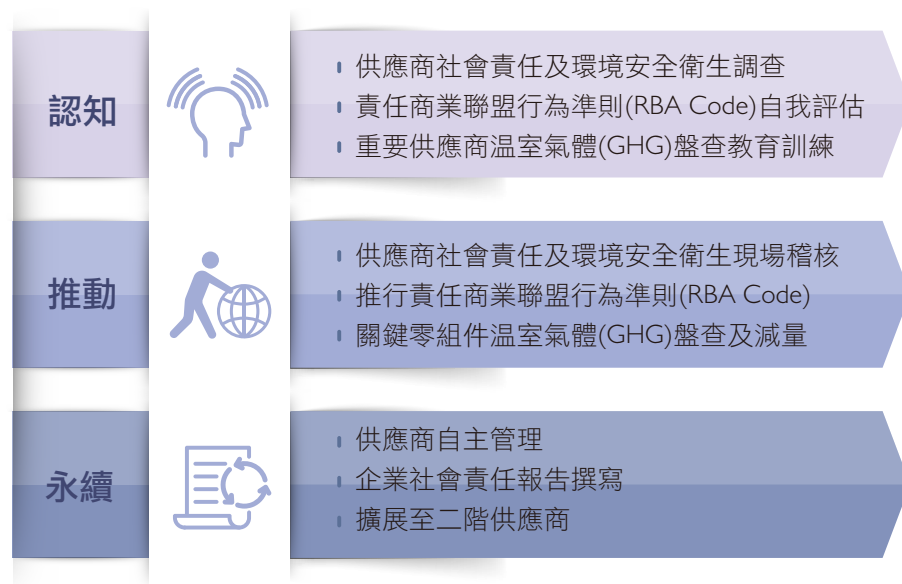 認知
供應商社會責任及環境安全衛生調查
責任商業聯盟行為準則(RBA Code)自我評估
重要供應商温室氣體(GHG)盤查教育訓練
推動
供應商社會責任及環境安全衛生現場稽核
推行責任商業聯盟行為準則(RBA Code)
關鍵零組件温室氣體(GHG)盤查及減量
永續
供應商自主管理
企業社會責任報告撰寫
擴展至二階供應商